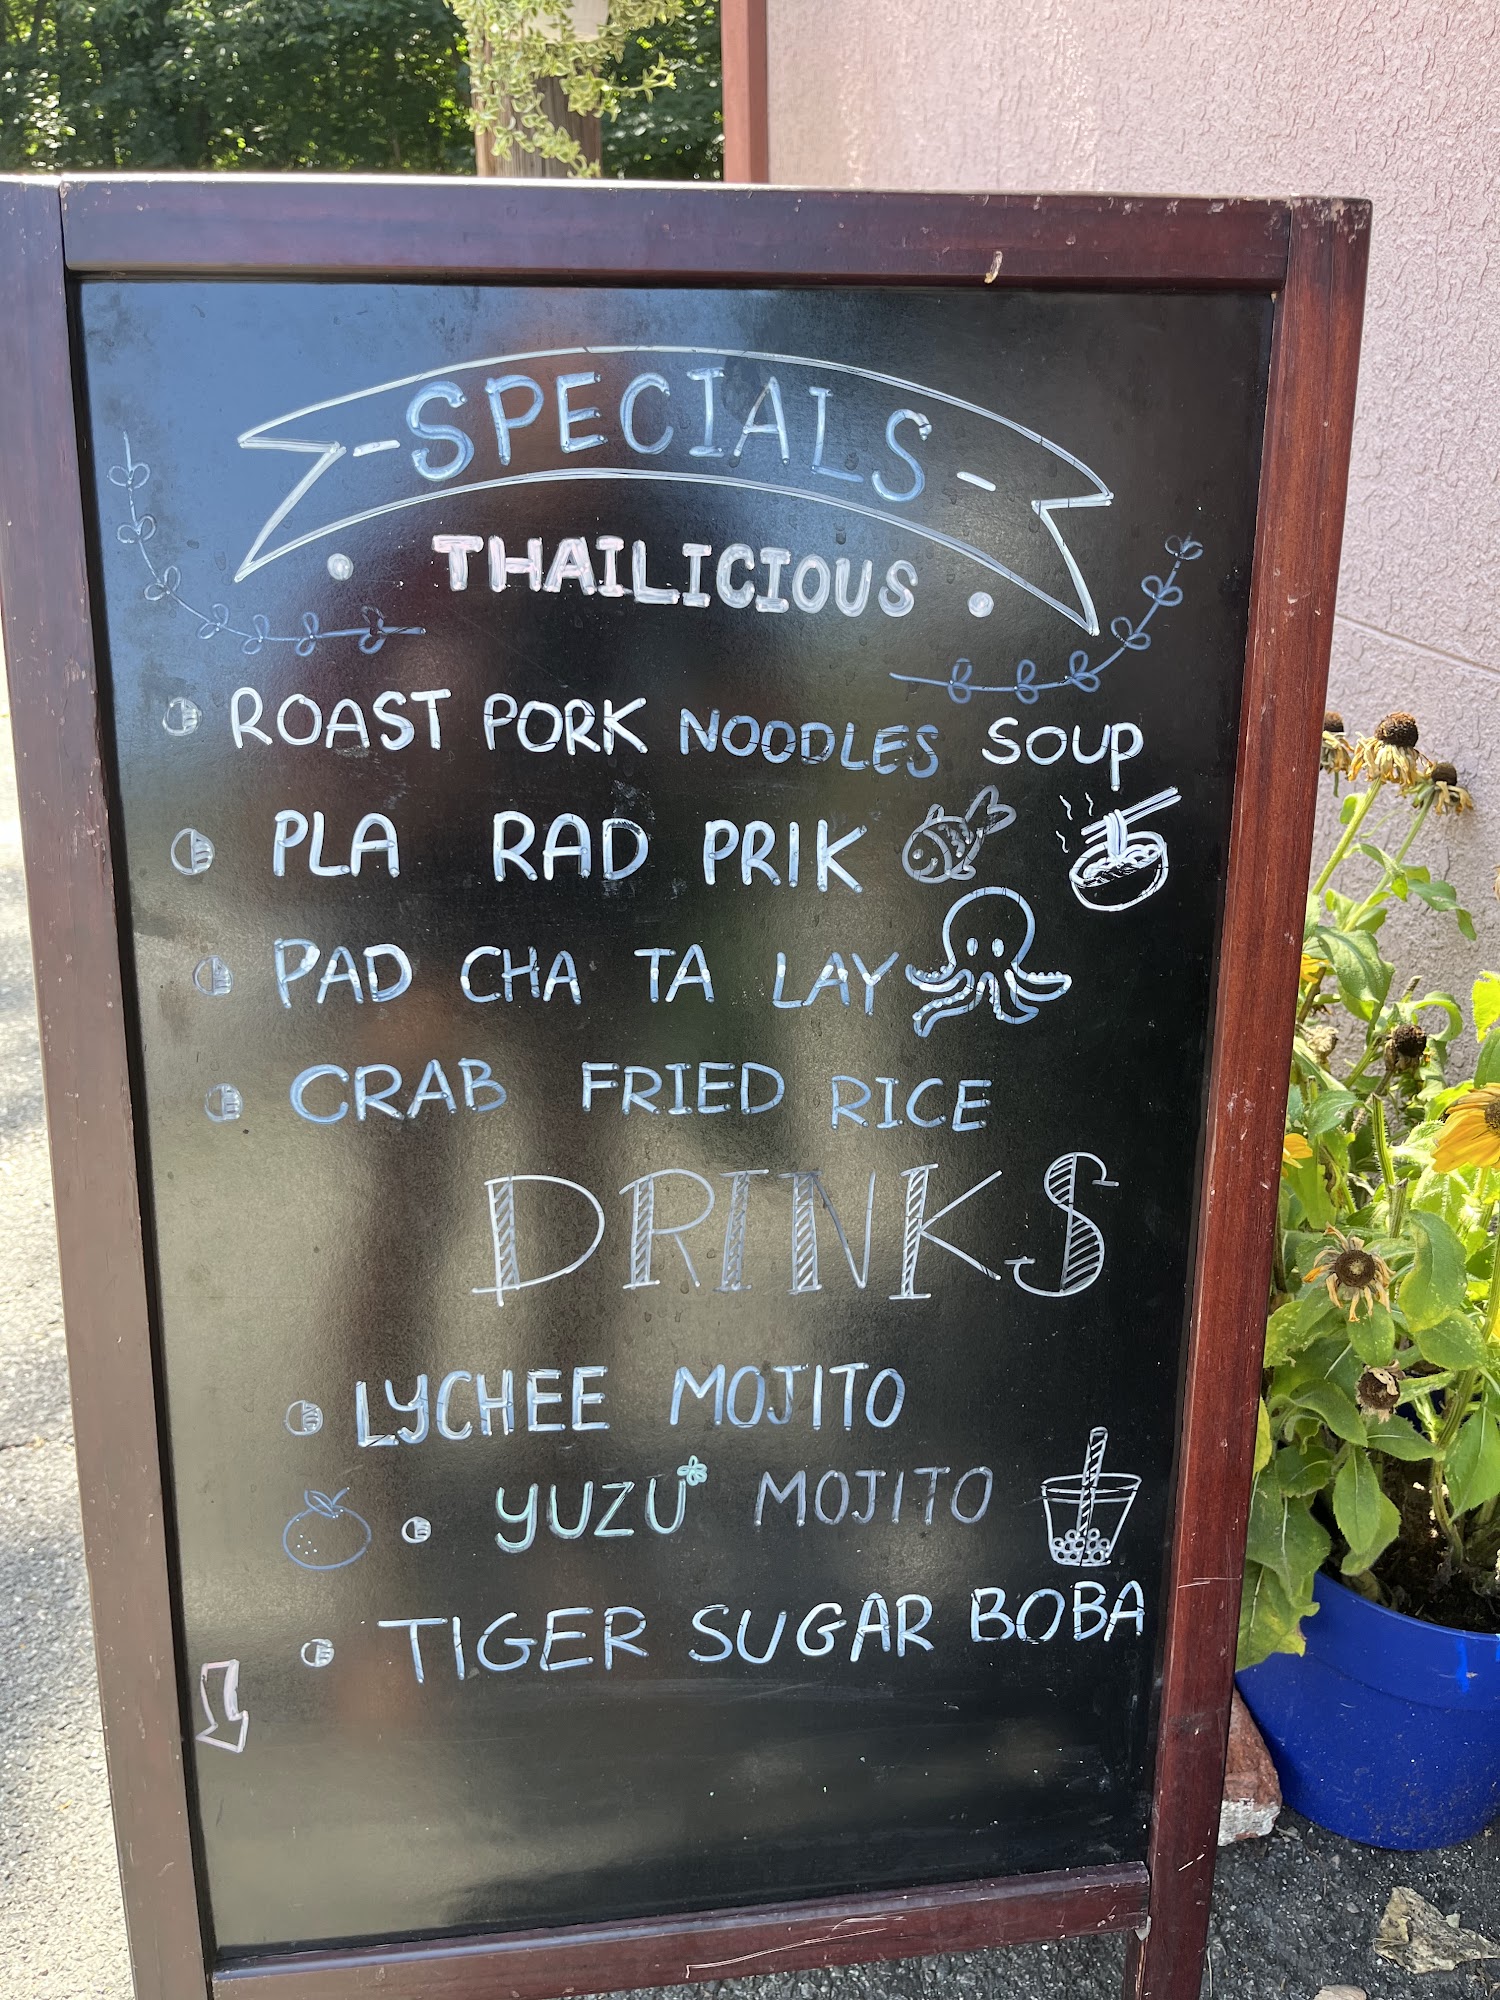 - SPECIALS -
THAILICIOUS
ROAST PORK NOODLES SOUP
PLA RAD PRIK
PAD CHA TA LAY
CRAB FRIED RICE
DRINKS
LYCHEE MOJITO
YUZU MOJITO
TIGER SUGAR BOBA